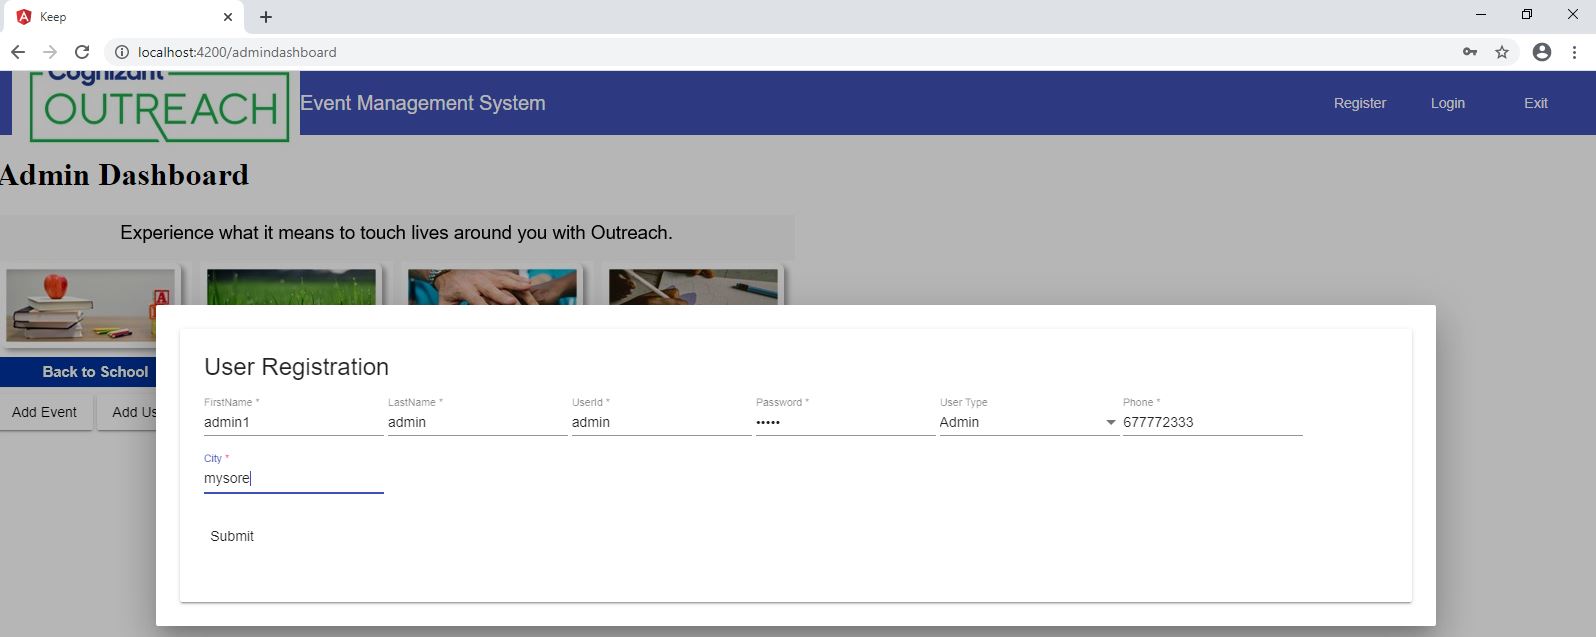 Keep
localhost:4200/admindashboard
Cognizant
OUTREACH
Event Management System
Register
Login
Exit
Admin Dashboard
Experience what it means to touch lives around you with Outreach.
A
Back to School
Add Event
Add Us
User Registration
FirstName *
LastName *
UserId *
Password *
User Type
Phone *
admin1
admin
admin
•••••
Admin
677772333
City *
mysore
Submit